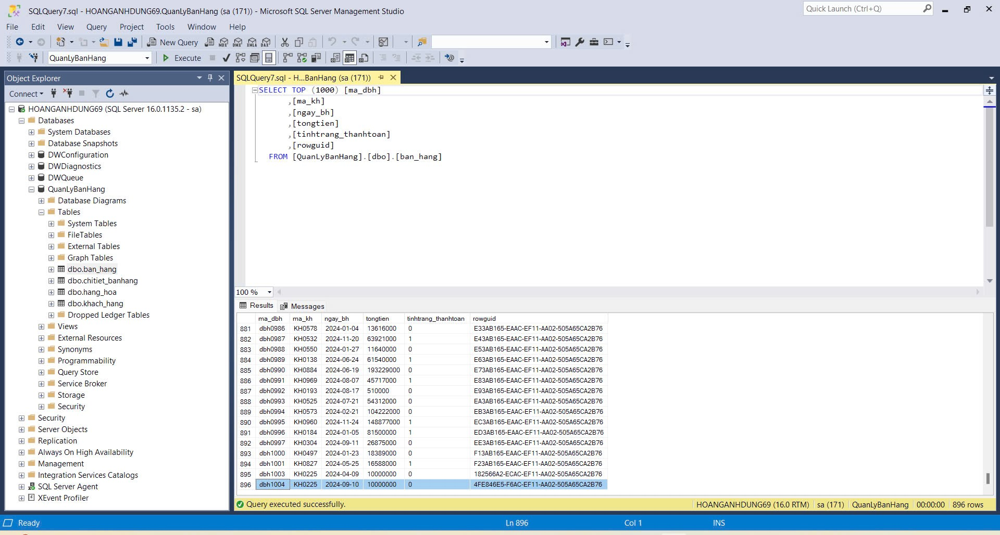 SQLQuery7.sql - HOANGANHDUNG69.QuanLyBanHang (sa (171)) - Microsoft SQL Server Management Studio
Quick Launch (Ctrl+Q)
File Edit View Query Project Tools Window Help
New Query
MDX DMX XMLA DAX
QuanLyBanHang
Execute
Object Explorer
Connect
HOANGANHDUNG69 (SQL Server 16.0.1135.2 - sa)
Databases
System Databases
Database Snapshots
DWConfiguration
DWDiagnostics
DWQueue
QuanLyBanHang
Database Diagrams
Tables
System Tables
FileTables
External Tables
Graph Tables
dbo.ban_hang
dbo.chitiet_banhang
dbo.hang_hoa
dbo.khach_hang
Dropped Ledger Tables
Views
External Resources
Synonyms
Programmability
Query Store
Service Broker
Storage
Security
Security
Server Objects
Replication
Always On High Availability
Management
Integration Services Catalogs
SQL Server Agent
XEvent Profiler
SQLQuery7.sql - H...BanHang (sa (171))
SELECT TOP (1000) [ma_dbh]
,[ma_kh]
,[ngay_bh]
,[tongtien]
,[tinhtrang_thanhtoan]
,[rowguid]
FROM [QuanLyBanHang].[dbo].[ban_hang]
100 %
Results Messages
ma_dbh ma_kh ngay_bh tongtien tinhtrang_thanhtoan rowguid
881 dbh0986 KH0578 2024-01-04 13616000 0 E33AB165-EAAC-EF11-AA02-505A65CA2B76
882 dbh0987 KH0532 2024-11-20 63921000 1 E43AB165-EAAC-EF11-AA02-505A65CA2B76
883 dbh0988 KH0550 2024-01-27 11640000 0 E53AB165-EAAC-EF11-AA02-505A65CA2B76
884 dbh0989 KH0138 2024-06-24 61540000 1 E63AB165-EAAC-EF11-AA02-505A65CA2B76
885 dbh0990 KH0884 2024-06-19 193229000 0 E73AB165-EAAC-EF11-AA02-505A65CA2B76
886 dbh0991 KH0969 2024-08-07 45717000 1 E83AB165-EAAC-EF11-AA02-505A65CA2B76
887 dbh0992 KH0193 2024-08-17 510000 0 E93AB165-EAAC-EF11-AA02-505A65CA2B76
888 dbh0993 KH0525 2024-07-21 54312000 0 EA3AB165-EAAC-EF11-AA02-505A65CA2B76
889 dbh0994 KH0573 2024-02-21 104222000 0 EB3AB165-EAAC-EF11-AA02-505A65CA2B76
890 dbh0995 KH0960 2024-11-24 148877000 1 EC3AB165-EAAC-EF11-AA02-505A65CA2B76
891 dbh0996 KH0184 2024-01-05 81500000 1 ED3AB165-EAAC-EF11-AA02-505A65CA2B76
892 dbh0997 KH0304 2024-09-11 26875000 0 EE3AB165-EAAC-EF11-AA02-505A65CA2B76
893 dbh1000 KH0497 2024-01-23 18389000 0 F13AB165-EAAC-EF11-AA02-505A65CA2B76
894 dbh1001 KH0827 2024-05-25 16588000 1 F23AB165-EAAC-EF11-AA02-505A65CA2B76
895 dbh1003 KH0225 2024-04-09 10000000 0 182566A2-ECAC-EF11-AA02-505A65CA2B76
896 dbh1004 KH0225 2024-09-10 10000000 0 4FE846E5-F6AC-EF11-AA02-505A65CA2B76
Query executed successfully. HOANGANHDUNG69 (16.0 RTM) sa (171) QuanLyBanHang 00:00:00 896 rows
Ready Ln 896 Col 1 INS